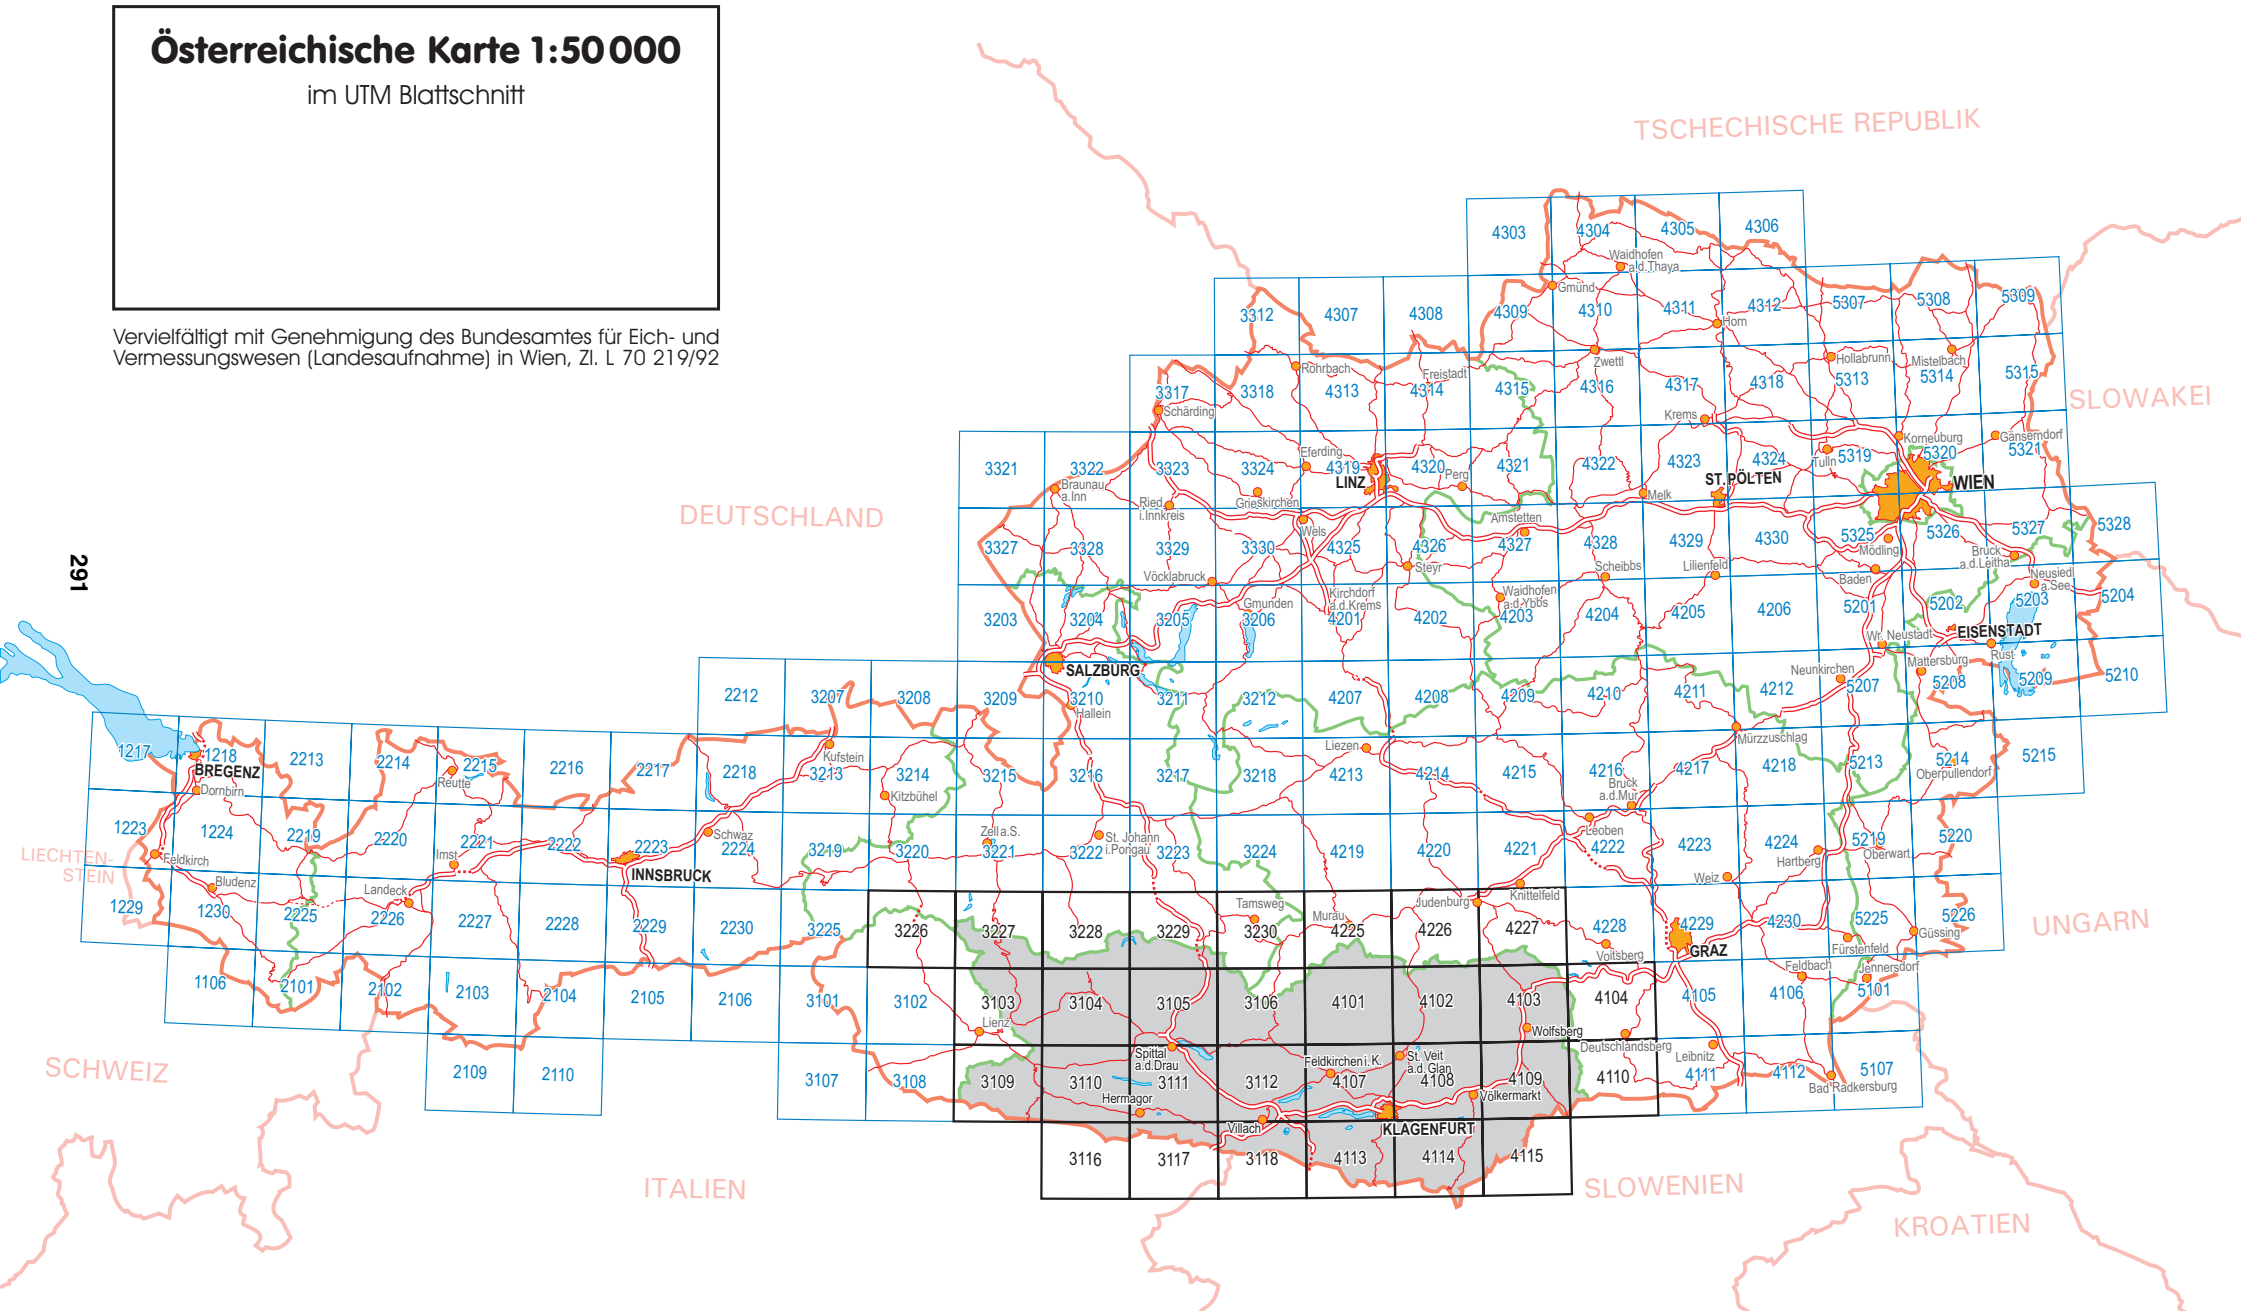 Österreichische Karte 1:50 000
im UTM Blattschnitt
Vervielfältigt mit Genehmigung des Bundesamtes für Eich- und
Vermessungswesen (Landesaufnahme) in Wien, Zl. L 70 219/92
291
TSCHECHISCHE REPUBLIK
4303 4304 4305 4306
Waidhofen
a.d.Thaya
Gmünd
3312 4307 4308 4309 4310 4311 4312 5307 5308 5309
Horn
Rohrbach Freistadt Zwettl Hollabrunn Mistelbach
3317 3318 4313 4314 4315 4316 4317 4318 5313 5314 5315
Schärding Krems
SLOWAKEI
Eferding Korneuburg Gänserndorf
3321 3322 3323 3324 4319 4320 4321 4322 4323 4324 5319 5320 5321
LINZ Perg ST.PÖLTEN Tulln WIEN
Braunau
a.Inn
Ried
i.Innkreis
Grieskirchen Melk
DEUTSCHLAND
Wels Amstetten
3327 3328 3329 3330 4325 4326 4327 4328 4329 4330 5325 5326 5327 5328
Mödling
Bruck
a.d.Leitha
Vöcklabruck Steyr Scheibbs Lilienfeld Baden
Neusiedl
a.See
Gmunden
Kirchdorf
a.d.Krems
Waidhofen
a.d.Ybbs
3203 3204 3205 3206 4201 4202 4203 4204 4205 4206 5201 5202 5203 5204
Wr. Neustadt EISENSTADT
Rust
SALZBURG Neunkirchen Mattersburg
2212 3207 3208 3209 3210 3211 3212 4207 4208 4209 4210 4211 4212 5207 5208 5209 5210
Hallein
Kufstein Liezen Mürzzuschlag
1217 1218 2213 2214 2215 2216 2217 2218 3213 3214 3215 3216 3217 3218 4213 4214 4215 4216 4217 4218 5213 5214 5215
BREGENZ Reutte Oberpullendorf
Dornbirn Kitzbühel
Bruck
a.d.Mur
1223 1224 2219 2220 2221 2222 2223 2224 3219 3220 3221 3222 3223 3224 4219 4220 4221 4222 4223 4224 5219 5220
Schwaz Zell a.S.
St. Johann
i.Pongau
Leoben Hartberg Oberwart
LIECHTEN-
STEIN
Feldkirch Imst INNSBRUCK Weiz
Bludenz Landeck Knittelfeld
1229 1230 2225 2226 2227 2228 2229 2230 3225 3226 3227 3228 3229 3230 4225 4226 4227 4228 4229 4230 5225 5226
Tamsweg Murau Judenburg
Voitsberg GRAZ Fürstenfeld Güssing
UNGARN
Feldbach Jennersdorf
1106 2101 2102 2103 2104 2105 2106 3101 3102 3103 3104 3105 3106 4101 4102 4103 4104 4105 4106 5101
Lienz Wolfsberg
Deutschlandsberg Leibnitz
SCHWEIZ
Spittal
a.d.Drau
Feldkirchen i. K.
St. Veit
a.d.Glan
2109 2110 3107 3108 3109 3110 3111 3112 4107 4108 4109 4110 4111 4112 5107
Hermagor Völkermarkt Bad Radkersburg
Villach KLAGENFURT
3116 3117 3118 4113 4114 4115
ITALIEN SLOWENIEN
KROATIEN